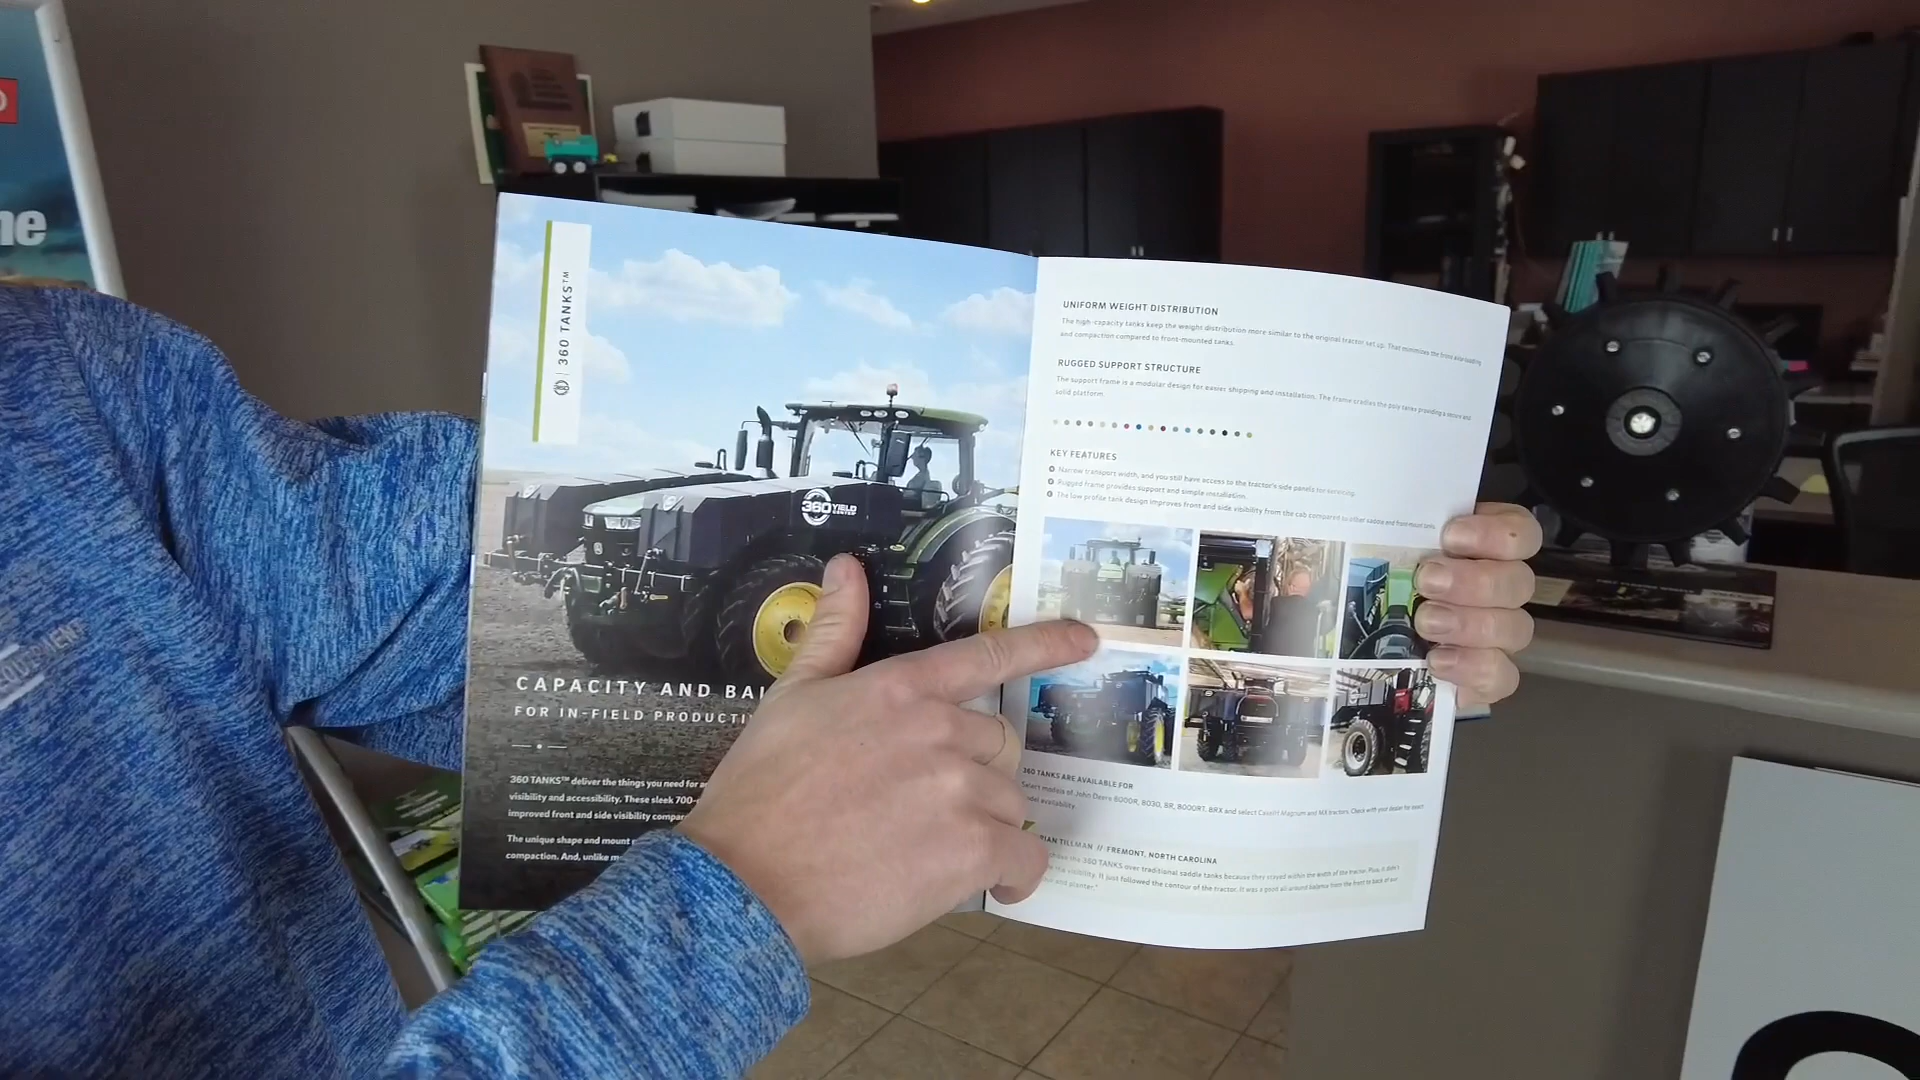 ne
EQUIPMENT
360 TANKS™
360 YIELD
CENTER
CAPACITY AND BAL
FOR IN-FIELD PRODUCTI
360 TANKS™ deliver the things you need for
visibility and accessibility. These sleek 700-
improved front and side visibility compar
The unique shape and mount
compaction. And, unlike
UNIFORM WEIGHT DISTRIBUTION
The high-capacity tanks keep the weight distribution more similar to the original tractor set up. That minimizes the front axle loading
and compaction compared to front-mounted tanks.
RUGGED SUPPORT STRUCTURE
The support frame is a modular design for easier shipping and installation. The frame cradles the poly tanks providing a secure and
solid platform.
KEY FEATURES
Narrow transport width, and you still have access to the tractor's side panels for servicing.
Rugged frame provides support and simple installation.
The low profile tank design improves front and side visibility from the cab compared to other saddle and front-mount tanks.
360 TANKS ARE AVAILABLE FOR
Select models of John Deere 8000R, 8030, 8R, 8000RT, 8RX and select CaseIH Magnum and MX tractors. Check with your dealer for exact
model availability.
RIAN TILLMAN // FREMONT, NORTH CAROLINA
chose the 360 TANKS over traditional saddle tanks because they stayed within the width of the tractor. Plus, it didn't
the visibility. It just followed the contour of the tractor. It was a good all-around balance from the front to back of our
and planter."